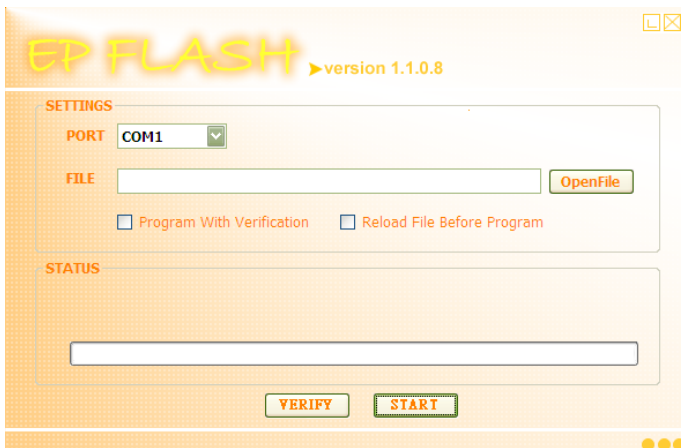 EP FLASH
version 1.1.0.8
SETTINGS
PORT COM1
FILE OpenFile
Program With Verification Reload File Before Program
STATUS
VERIFY START